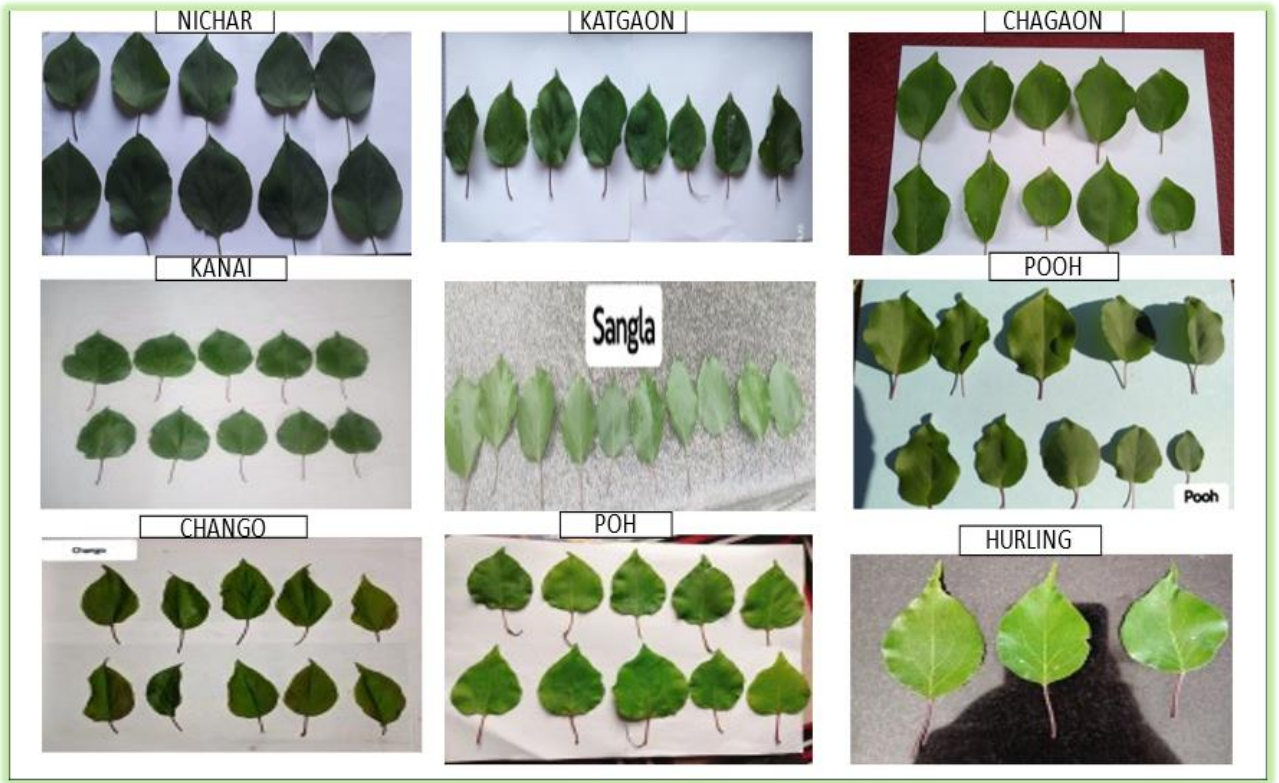 NICHAR
KATGAON
CHAGAON
KANAI
Sangla
POOH
Pooh
CHANGO
Chango
POH
HURLING